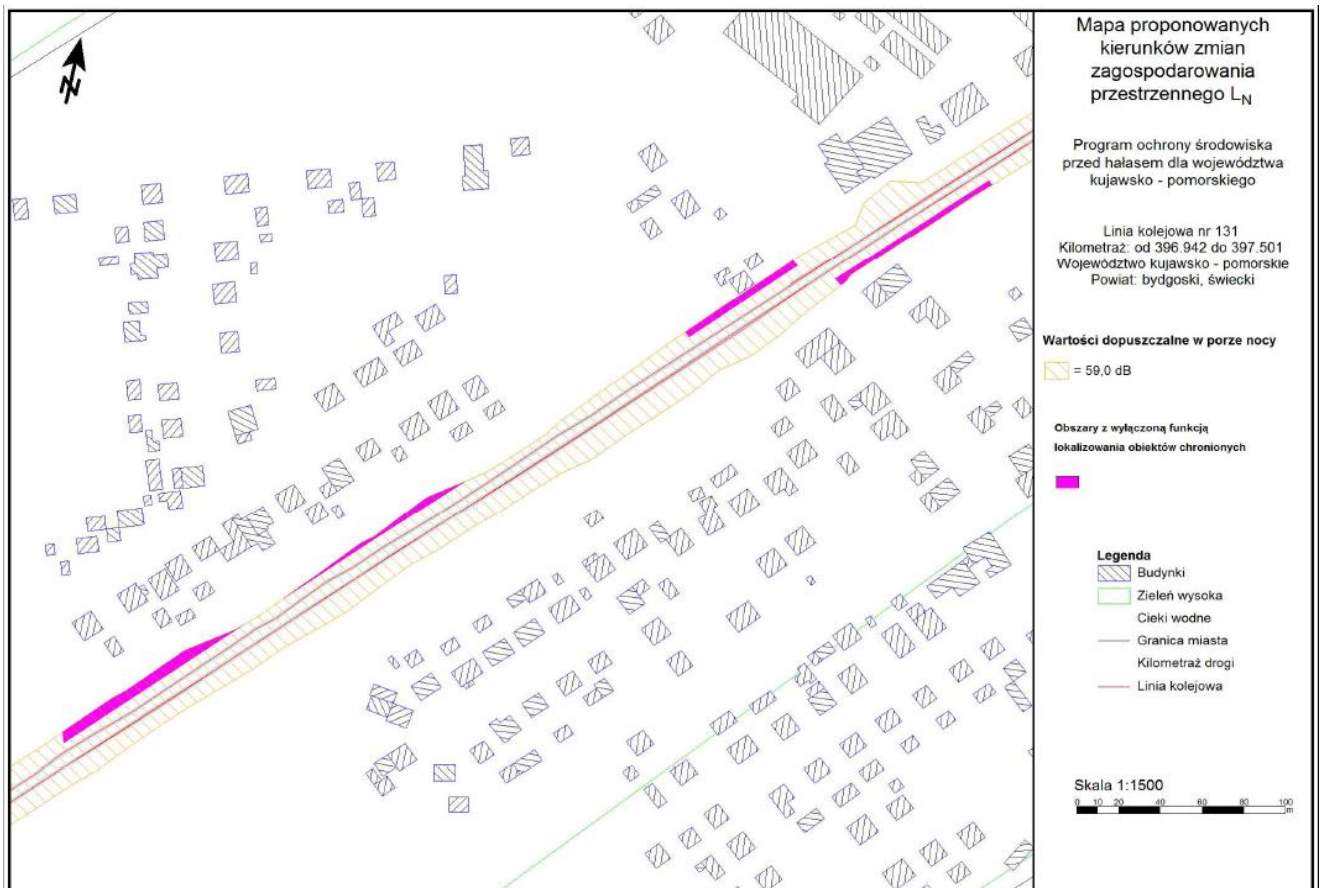 Mapa proponowanych
kierunków zmian
zagospodarowania
przestrzennego LN
Program ochrony środowiska
przed hałasem dla województwa
kujawsko - pomorskiego
Linia kolejowa nr 131
Kilometraż: od 396.942 do 397.501
Województwo kujawsko - pomorskie
Powiat: bydgoski, świecki
Wartości dopuszczalne w porze nocy
= 59,0 dB
Obszary z wyłączoną funkcją
lokalizowania obiektów chronionych
Legenda
Budynki
Zieleń wysoka
Cieki wodne
Granica miasta
Kilometraż drogi
Linia kolejowa
Skala 1:1500
0 10 20 40 60 80 100
m
N